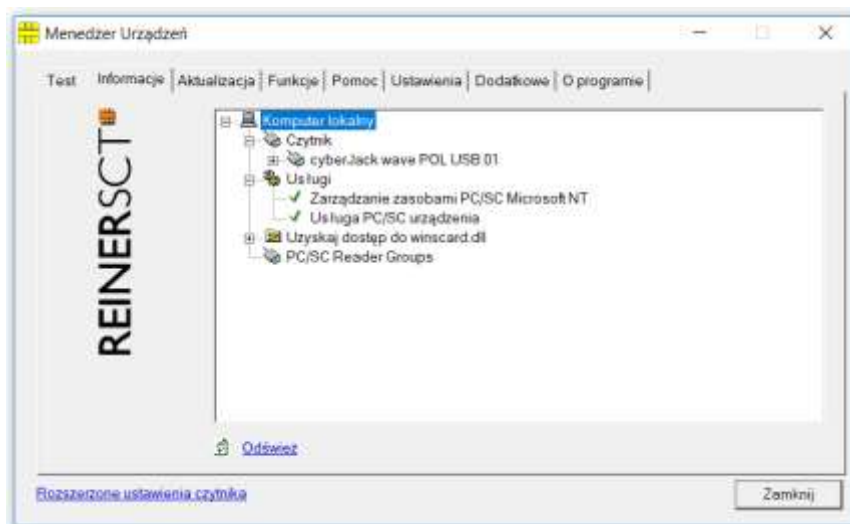 Menedżer Urządzeń
Test Informacje Aktualizacja Funkcje Pomoc Ustawienia Dodatkowe O programie
REINERSCT
Komputer lokalny
Czytnik
cyberJack wave POL USB 01
Usługi
Zarządzanie zasobami PC/SC Microsoft NT
Usługa PC/SC urządzenia
Uzyskaj dostęp do winscard.dll
PC/SC Reader Groups
Odśwież
Rozszerzone ustawienia czytnika
Zamknij